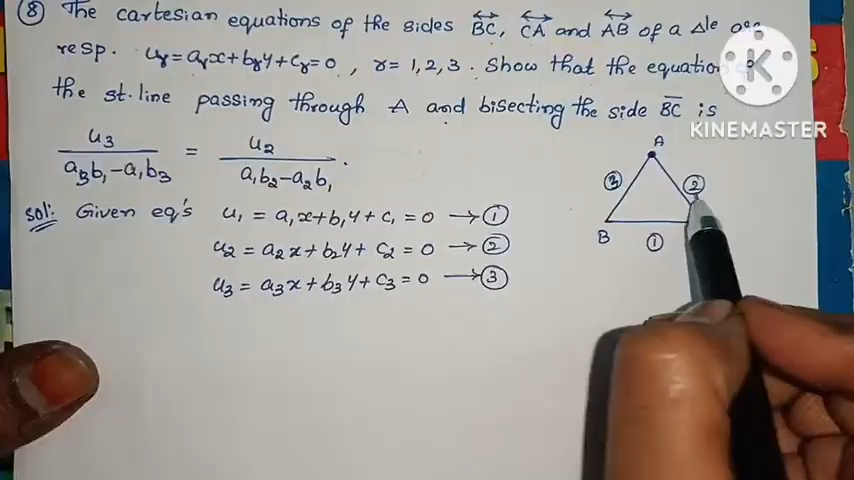 ⑧ The cartesian equations of the sides BC, CA and AB of a Δle are
resp. uᵣ = aᵣx + bᵣy + cᵣ = 0 , r = 1,2,3 . Show that the equation
the st. line passing through A and bisecting the side BC is
u₃ / (a₃b₁ - a₁b₃) = u₂ / (a₁b₂ - a₂b₁) .
sol: Given eq's u₁ = a₁x + b₁y + c₁ = 0 → ①
u₂ = a₂x + b₂y + c₂ = 0 → ②
u₃ = a₃x + b₃y + c₃ = 0 → ③
A
③ ②
B ①
K
KINEMASTER